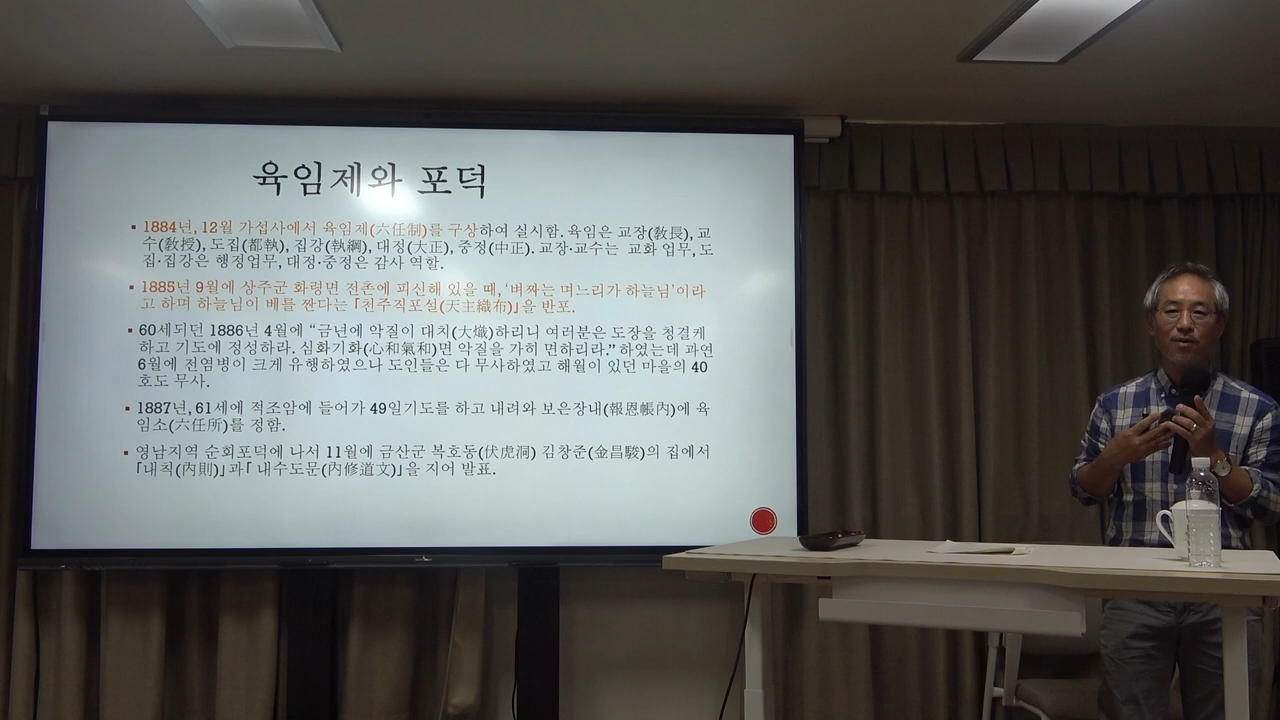 육임제와 포덕
1884년, 12월 가섭사에서 육임제(六任制)를 구상하여 실시함. 육임은 교장(敎長), 교
수(敎授), 도집(都執), 집강(執綱), 대정(大正), 중정(中正). 교장·교수는 교화 업무, 도
집·집강은 행정업무, 대정·중정은 감사 역할.
1885년 9월에 상주군 화령면 전촌에 피신해 있을 때, ‘벼짜는 며느리가 하늘님’이라
고 하며 하늘님이 베를 짠다는 「천주직포설(天主織布)」을 반포.
60세되던 1886년 4월에 “금년에 악질이 대치(大熾)하리니 여러분은 도장을 청결케
하고 기도에 정성하라. 심화기화(心和氣和)면 악질을 가히 면하리라.” 하였는데 과연
6월에 전염병이 크게 유행하였으나 도인들은 다 무사하였고 해월이 있던 마을의 40
호도 무사.
1887년, 61세에 적조암에 들어가 49일기도를 하고 내려와 보은장내(報恩帳內)에 육
임소(六任所)를 정함.
영남지역 순회포덕에 나서 11월에 금산군 복호동(伏虎洞) 김창준(金昌駿)의 집에서
「내칙(內則)」과「 내수도문(內修道文)」을 지어 발표.